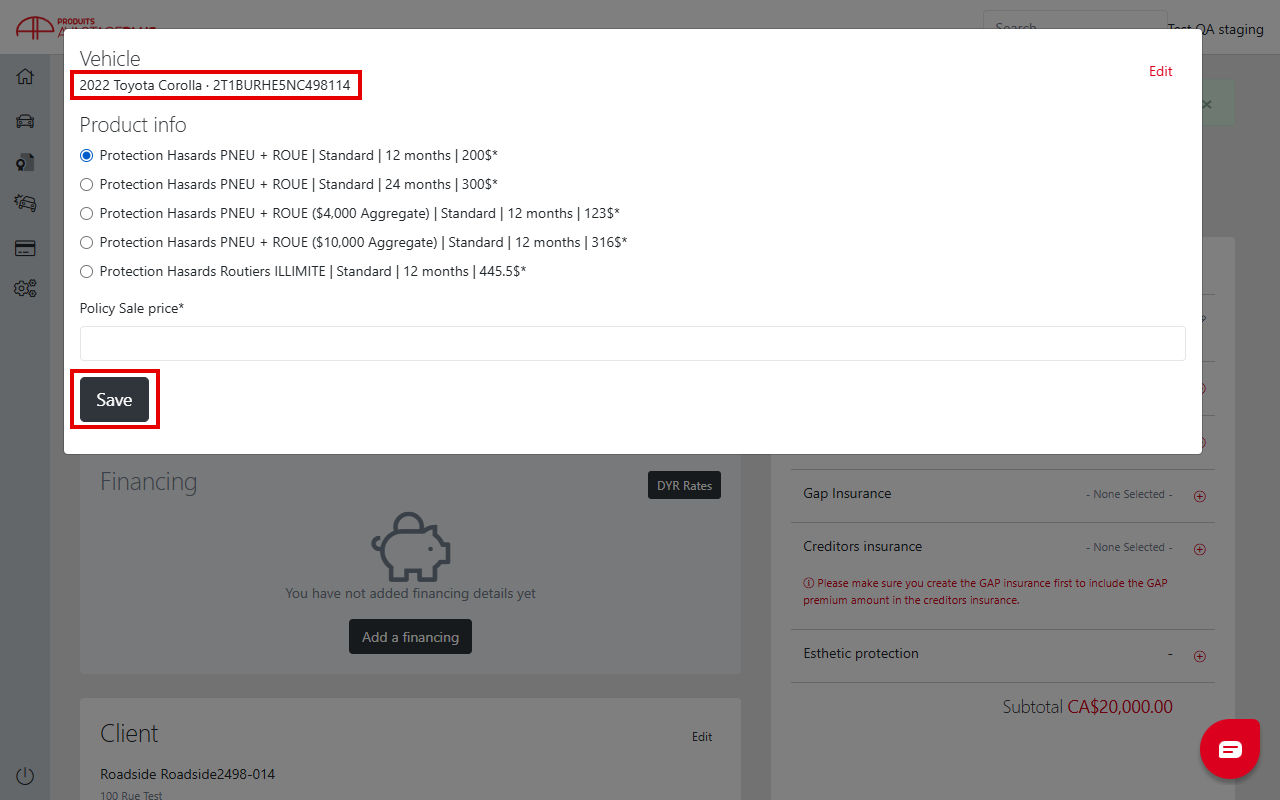 PRODUITS
Search
Test QA staging
Vehicle
2022 Toyota Corolla · 2T1BURHE5NC498114
Edit
Product info
Protection Hasards PNEU + ROUE | Standard | 12 months | 200$*
Protection Hasards PNEU + ROUE | Standard | 24 months | 300$*
Protection Hasards PNEU + ROUE ($4,000 Aggregate) | Standard | 12 months | 123$*
Protection Hasards PNEU + ROUE ($10,000 Aggregate) | Standard | 12 months | 316$*
Protection Hasards Routiers ILLIMITE | Standard | 12 months | 445.5$*
Policy Sale price*
Save
Financing
DYR Rates
You have not added financing details yet
Add a financing
Gap Insurance
- None Selected -
Creditors insurance
- None Selected -
Please make sure you create the GAP insurance first to include the GAP
premium amount in the creditors insurance.
Esthetic protection
-
Subtotal CA$20,000.00
Client
Edit
Roadside Roadside2498-014
100 Rue Test